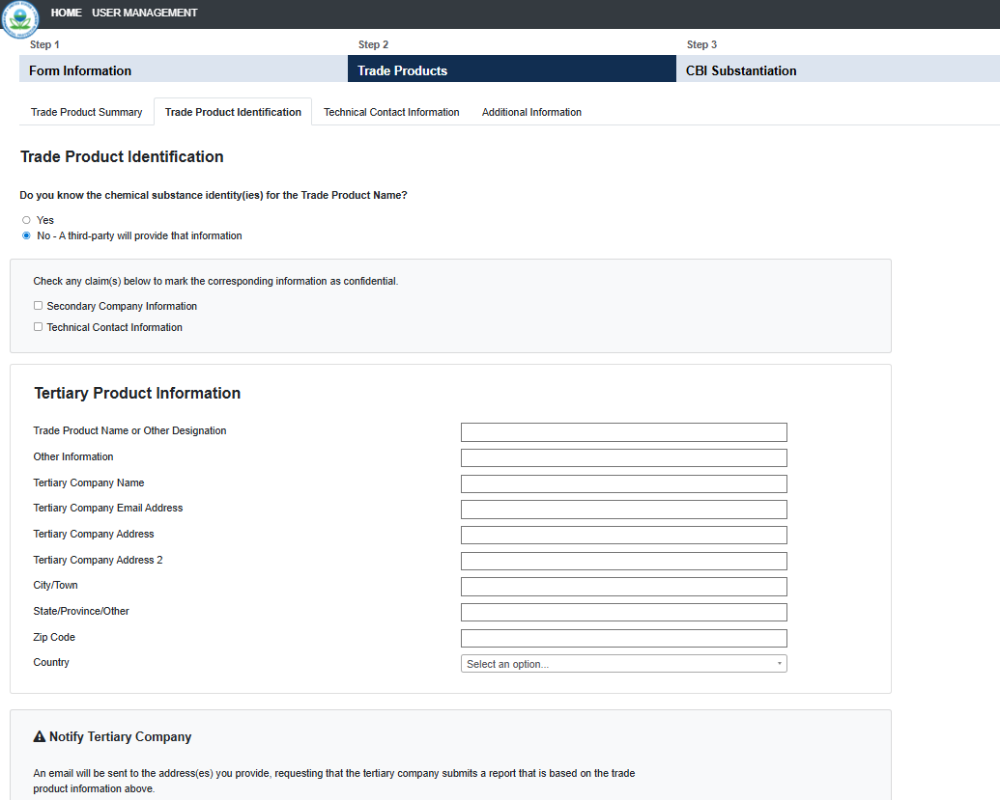 HOME USER MANAGEMENT
Step 1 Step 2 Step 3
Form Information Trade Products CBI Substantiation
Trade Product Summary Trade Product Identification Technical Contact Information Additional Information
Trade Product Identification
Do you know the chemical substance identity(ies) for the Trade Product Name?
Yes
No - A third-party will provide that information
Check any claim(s) below to mark the corresponding information as confidential.
Secondary Company Information
Technical Contact Information
Tertiary Product Information
Trade Product Name or Other Designation
Other Information
Tertiary Company Name
Tertiary Company Email Address
Tertiary Company Address
Tertiary Company Address 2
City/Town
State/Province/Other
Zip Code
Country Select an option...
Notify Tertiary Company
An email will be sent to the address(es) you provide, requesting that the tertiary company submits a report that is based on the trade
product information above.